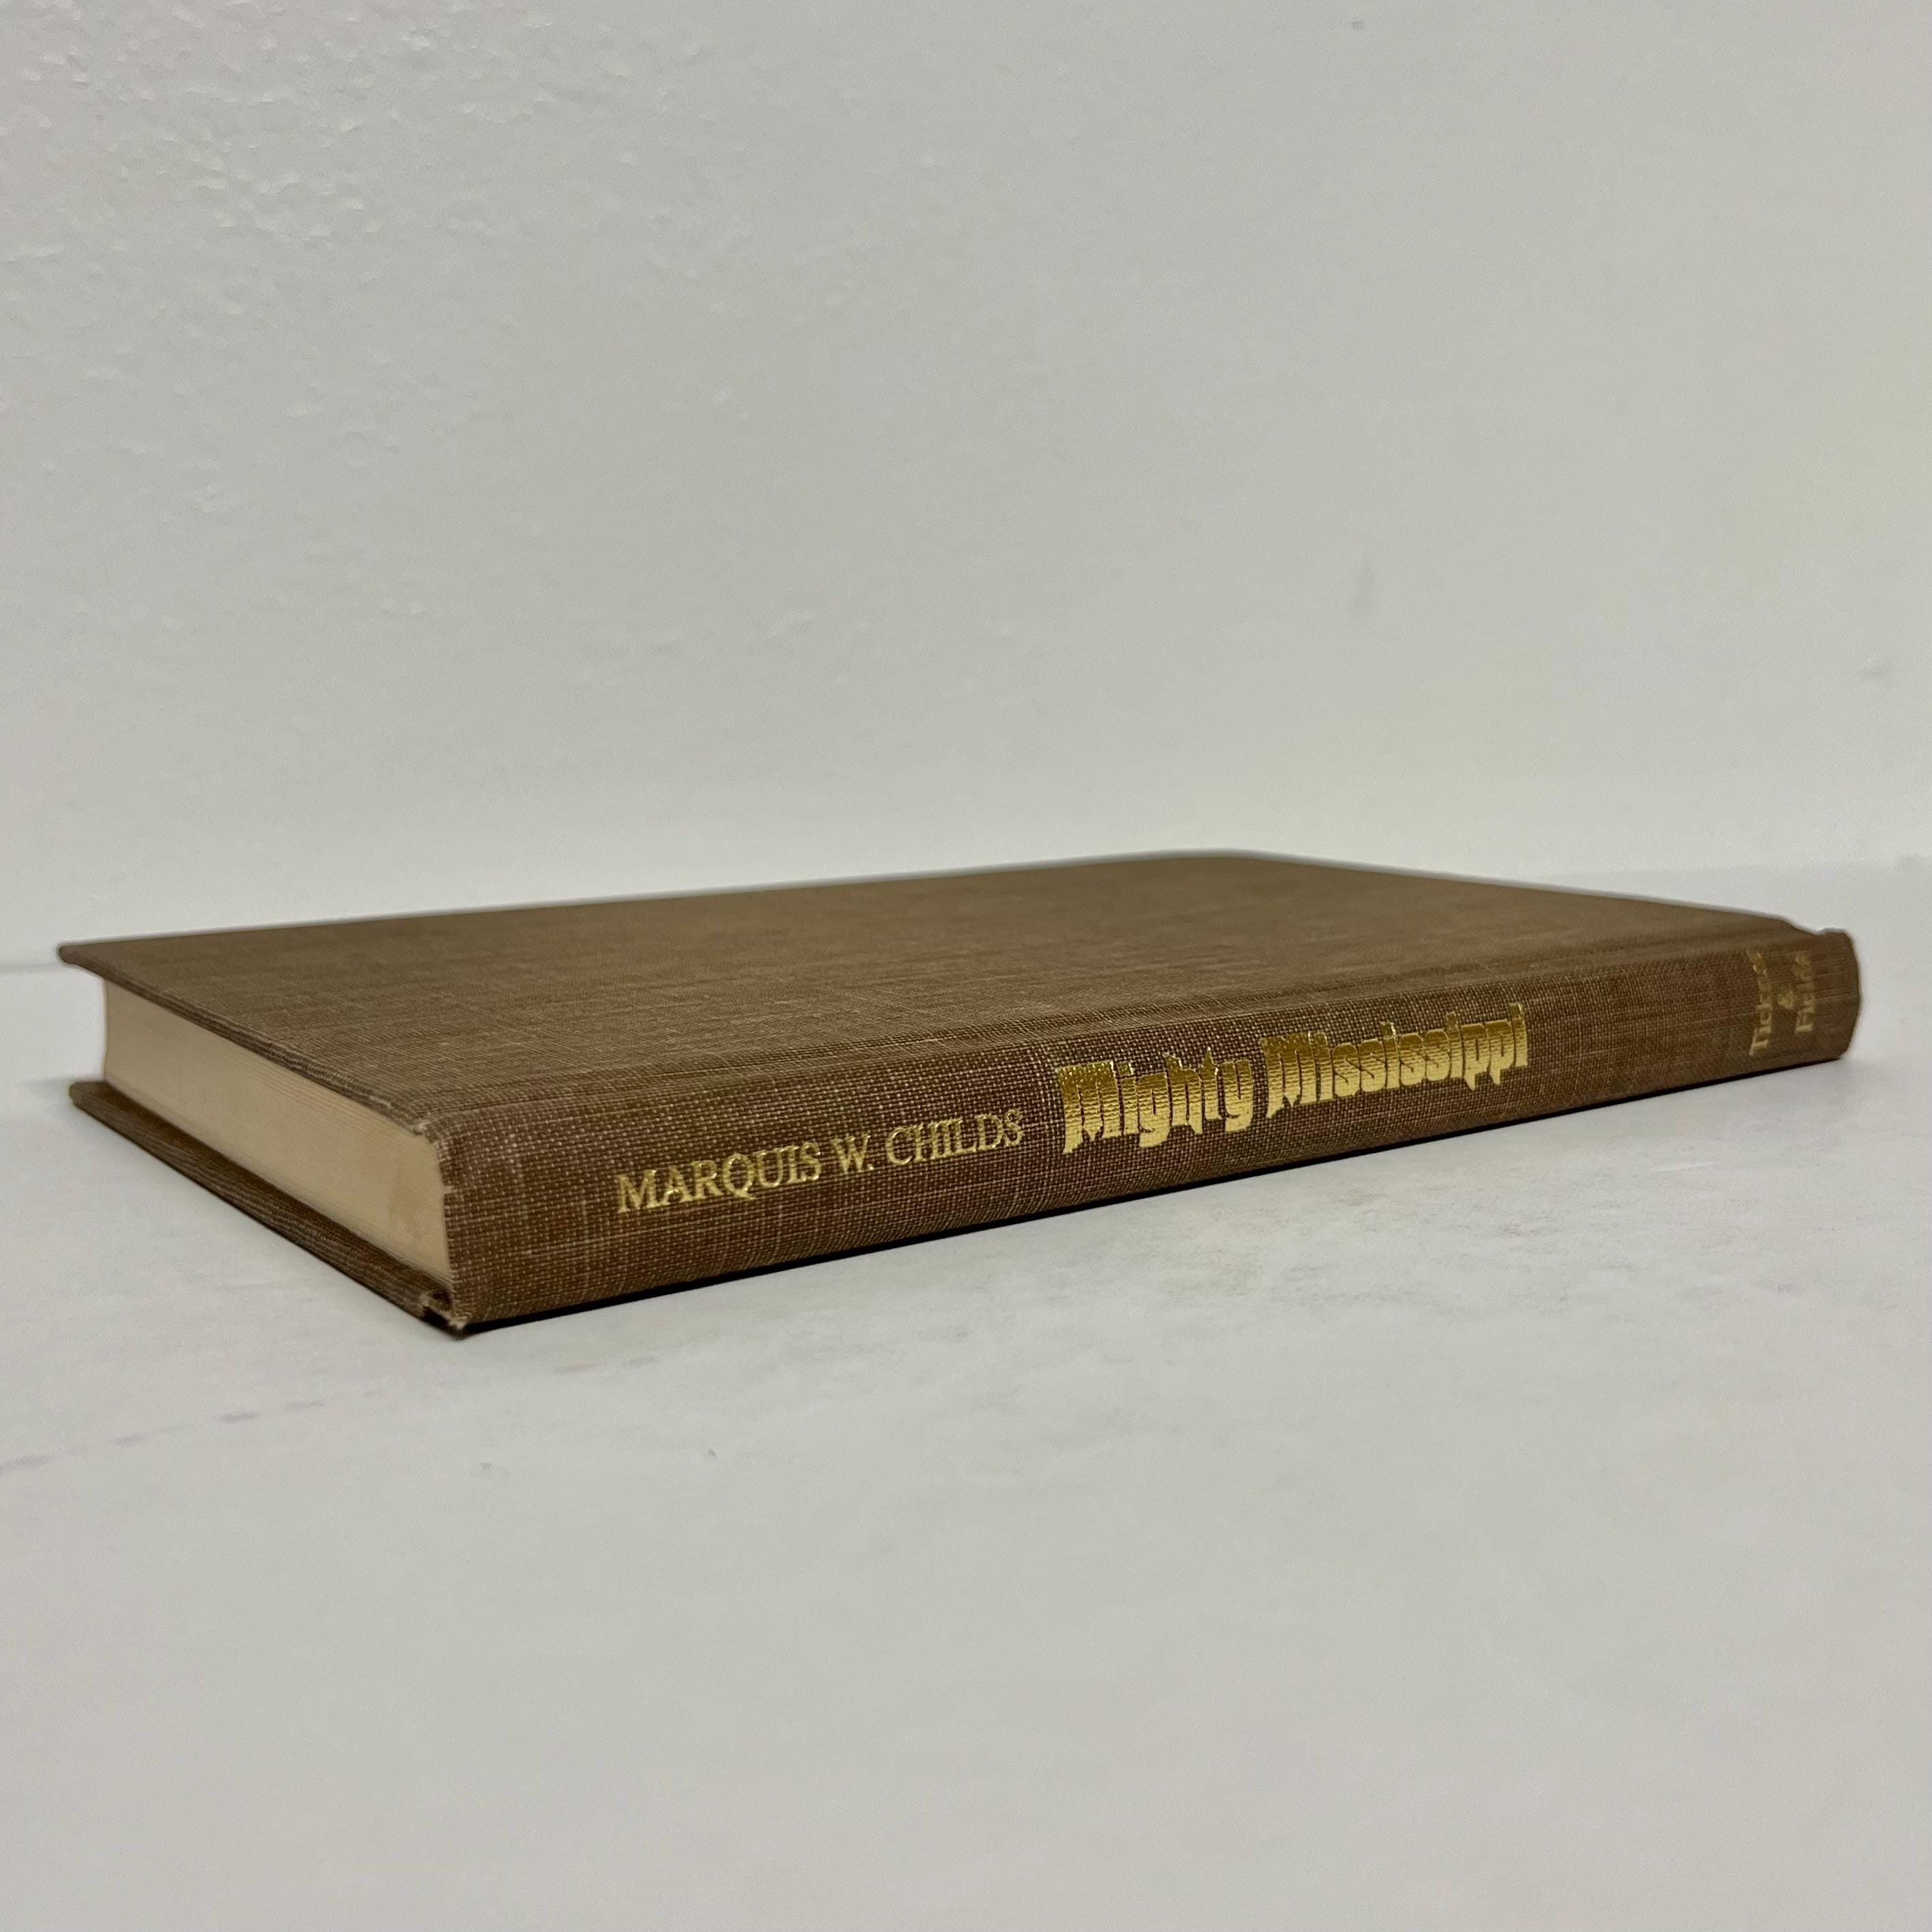 MARQUIS W. CHILDS
Mighty Mississippi
Ticknor
&
Fields